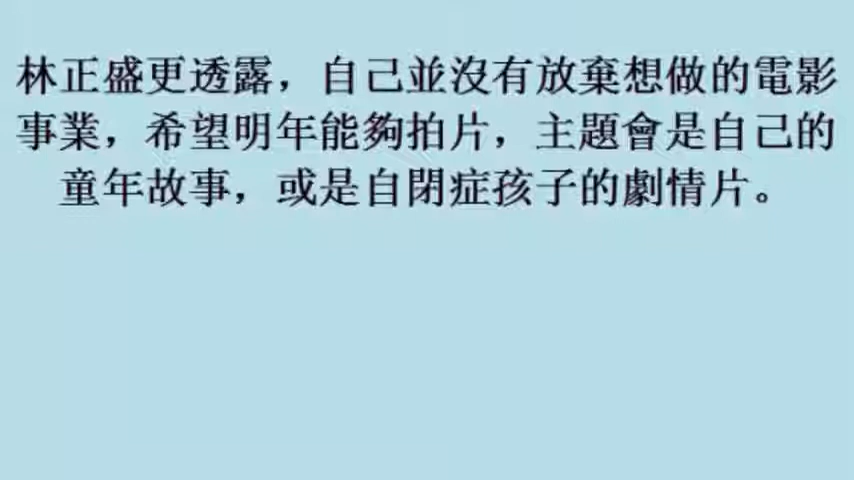 林正盛更透露，自己並沒有放棄想做的電影
事業，希望明年能夠拍片，主題會是自己的
童年故事，或是自閉症孩子的劇情片。